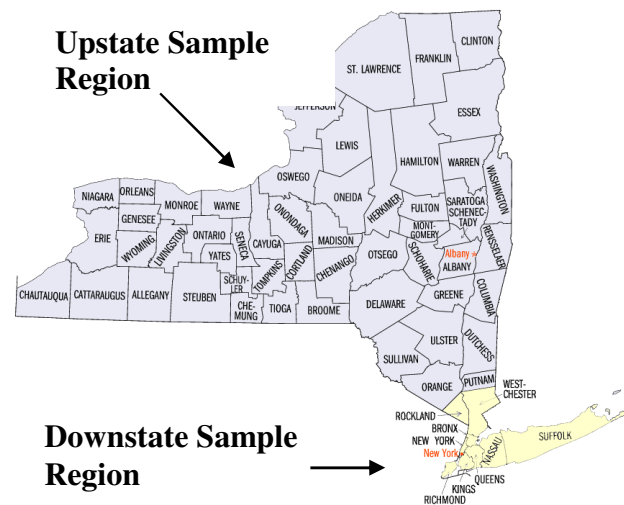 Upstate Sample
Region
CLINTON
FRANKLIN
ST. LAWRENCE
JEFFERSON
ESSEX
LEWIS
HAMILTON
WARREN
WASHINGTON
OSWEGO
ONEIDA
HERKIMER
NIAGARA
ORLEANS
MONROE
WAYNE
FULTON
SARATOGA
SCHENEC-
TADY
GENESEE
ONONDAGA
MONT-
GOMERY
RENSSELAER
ERIE
WYOMING
LIVINGSTON
ONTARIO
SENECA
CAYUGA
MADISON
OTSEGO
SCHOHARIE
Albany
ALBANY
YATES
CORTLAND
CHENANGO
TOMPKINS
SCHUY-
LER
CHAUTAUQUA
CATTARAUGUS
ALLEGANY
STEUBEN
CHE-
MUNG
TIOGA
BROOME
DELAWARE
GREENE
COLUMBIA
ULSTER
DUTCHESS
SULLIVAN
ORANGE
PUTNAM
WEST-
CHESTER
ROCKLAND
BRONX
NEW YORK
New York
NASSAU
SUFFOLK
QUEENS
KINGS
RICHMOND
Downstate Sample
Region